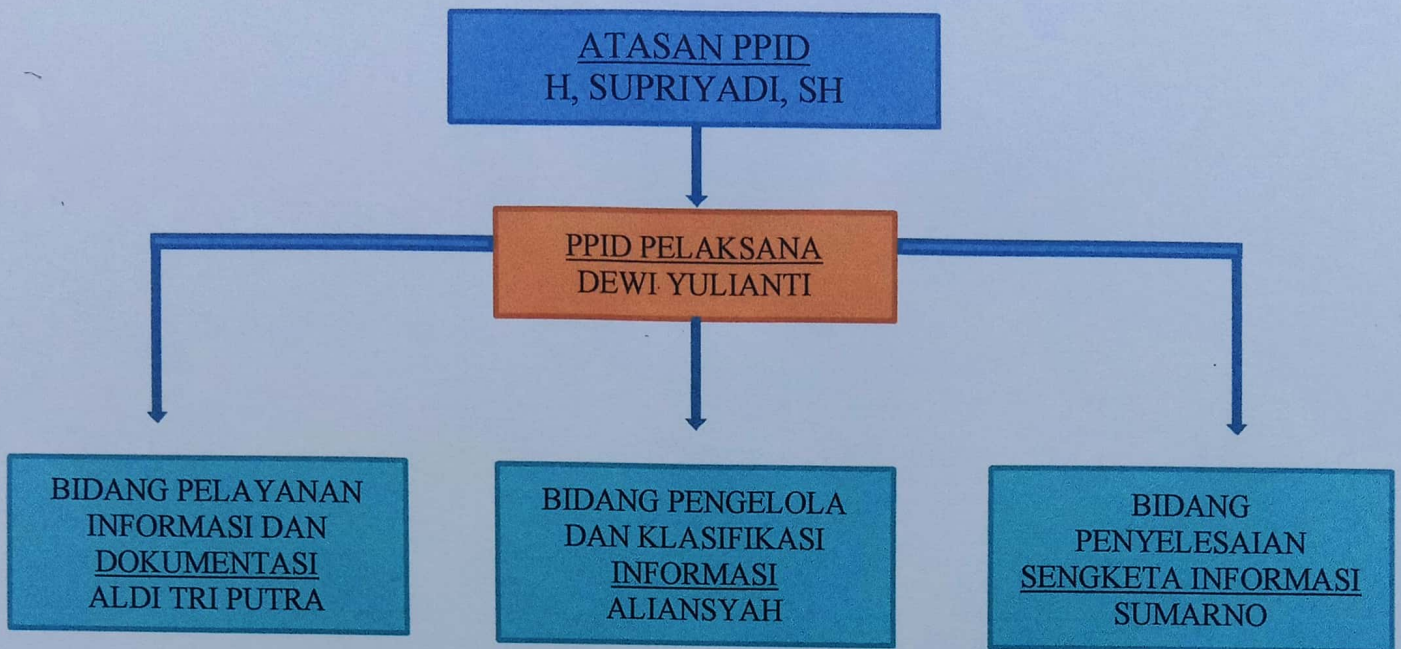 ATASAN PPID
H, SUPRIYADI, SH
PPID PELAKSANA
DEWI YULIANTI
BIDANG PELAYANAN
INFORMASI DAN
DOKUMENTASI
ALDI TRI PUTRA
BIDANG PENGELOLA
DAN KLASIFIKASI
INFORMASI
ALIANSYAH
BIDANG
PENYELESAIAN
SENGKETA INFORMASI
SUMARNO